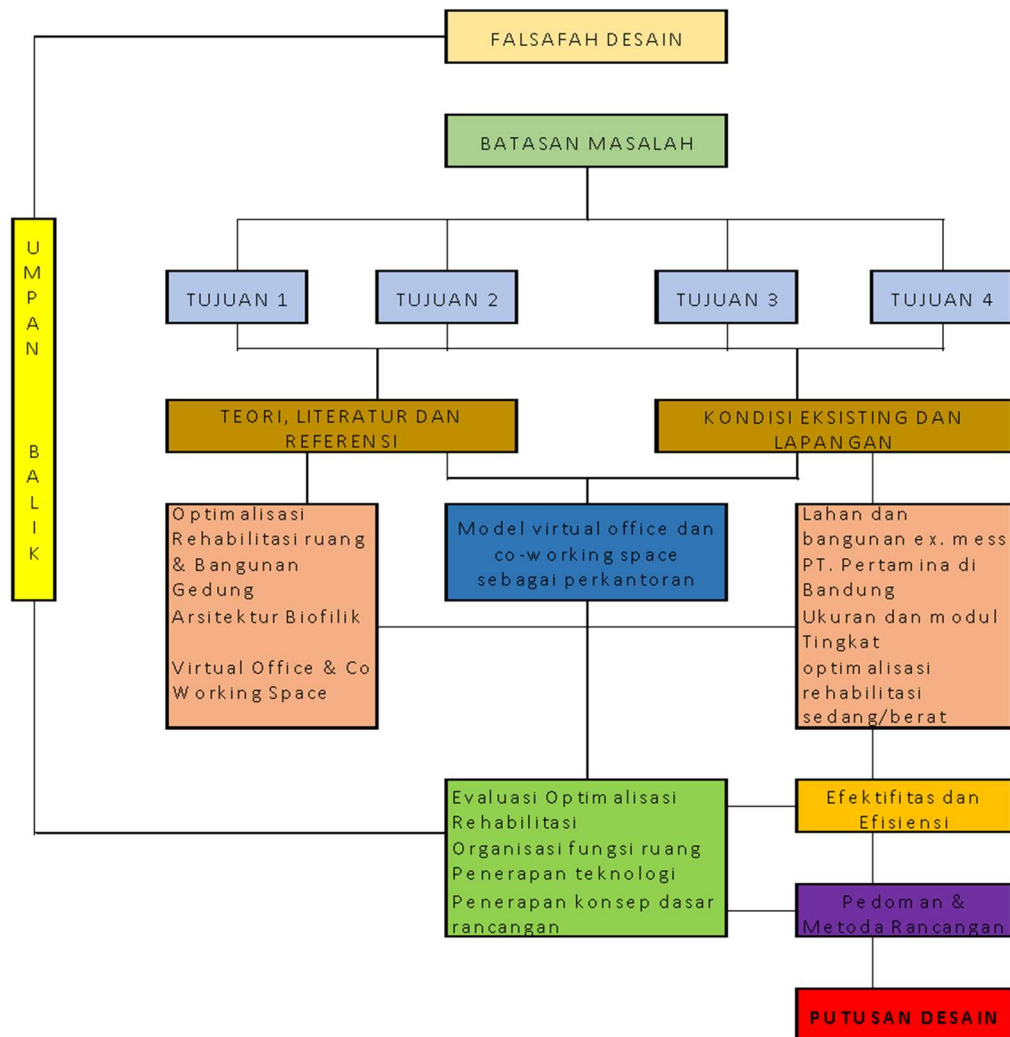 FALSAFAH DESAIN
BATASAN MASALAH
UMPAN BALIK
TUJUAN 1
TUJUAN 2
TUJUAN 3
TUJUAN 4
TEORI, LITERATUR DAN
REFERENSI
KONDISI EKSISTING DAN
LAPANGAN
Optimalisasi
Rehabilitasi ruang
& Bangunan
Gedung
Arsitektur Biofilik
Virtual Office & Co
Working Space
Model virtual office dan
co-working space
sebagai perkantoran
Lahan dan
bangunan ex. mess
PT. Pertamina di
Bandung
Ukuran dan modul
Tingkat
optimalisasi
rehabilitasi
sedang/berat
Evaluasi Optimalisasi
Rehabilitasi
Organisasi fungsi ruang
Penerapan teknologi
Penerapan konsep dasar
rancangan
Efektifitas dan
Efisiensi
Pedoman &
Metoda Rancangan
PUTUSAN DESAIN